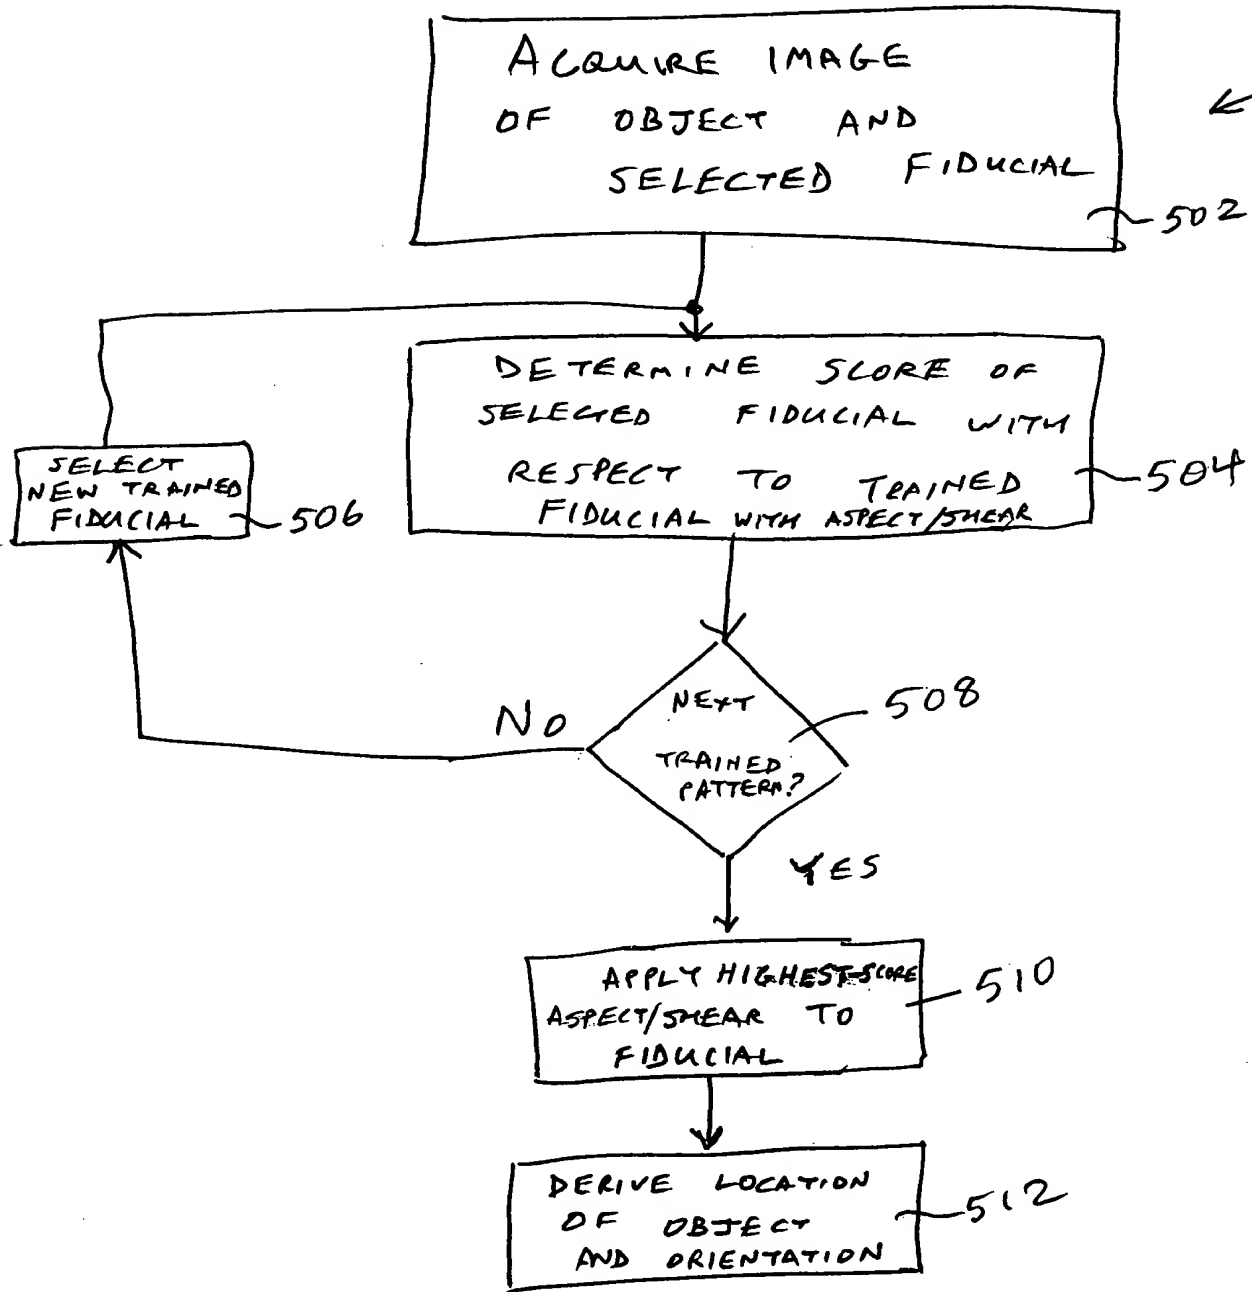 ACQUIRE IMAGE
OF OBJECT AND
SELECTED FIDUCIAL
502
DETERMINE SCORE OF
SELECTED FIDUCIAL WITH
RESPECT TO TRAINED
FIDUCIAL WITH ASPECT/SHEAR
504
SELECT
NEW TRAINED
FIDUCIAL
506
NEXT
TRAINED
PATTERN?
508
NO
YES
APPLY HIGHEST-SCORE
ASPECT/SHEAR TO
FIDUCIAL
510
DERIVE LOCATION
OF OBJECT
AND ORIENTATION
512